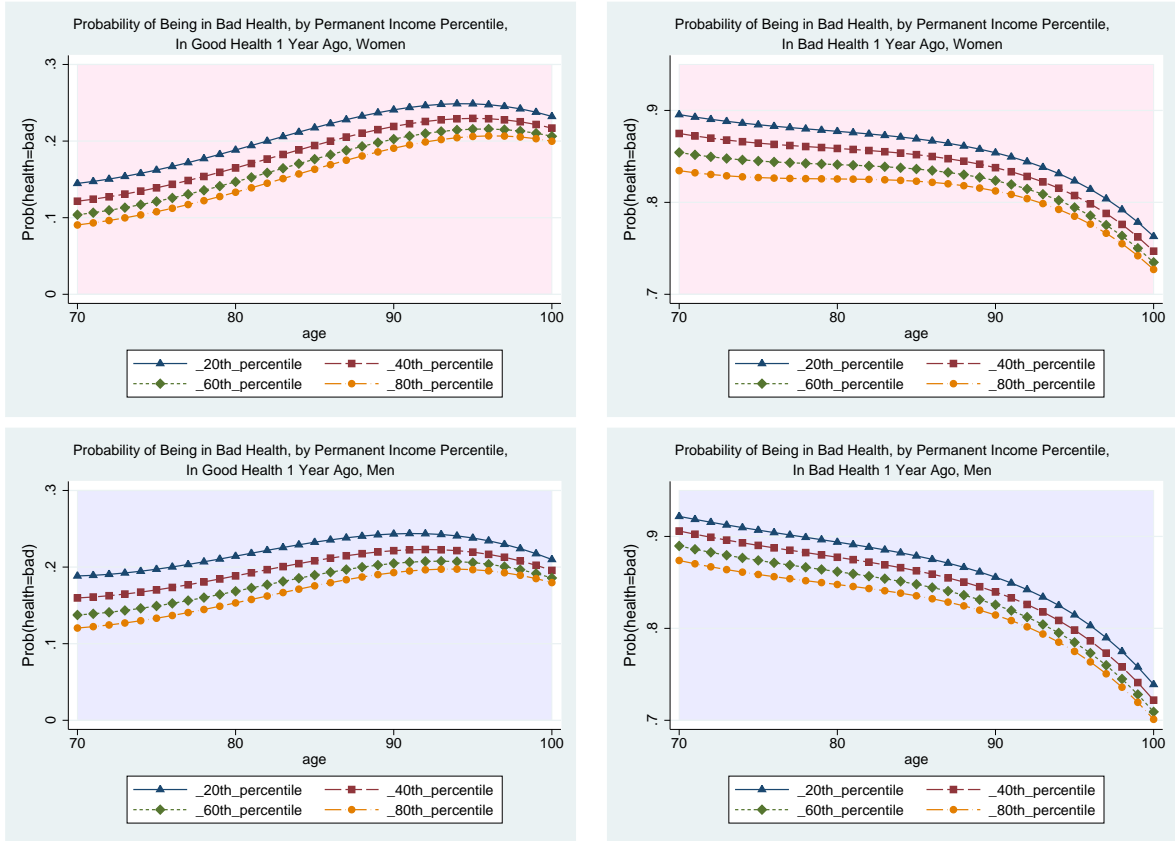 Probability of Being in Bad Health, by Permanent Income Percentile,
In Good Health 1 Year Ago, Women
Prob(health=bad)
.3
.2
.1
0
70
80
90
100
age
_20th_percentile
_40th_percentile
_60th_percentile
_80th_percentile
Probability of Being in Bad Health, by Permanent Income Percentile,
In Bad Health 1 Year Ago, Women
Prob(health=bad)
.9
.8
.7
70
80
90
100
age
_20th_percentile
_40th_percentile
_60th_percentile
_80th_percentile
Probability of Being in Bad Health, by Permanent Income Percentile,
In Good Health 1 Year Ago, Men
Prob(health=bad)
.3
.2
.1
0
70
80
90
100
age
_20th_percentile
_40th_percentile
_60th_percentile
_80th_percentile
Probability of Being in Bad Health, by Permanent Income Percentile,
In Bad Health 1 Year Ago, Men
Prob(health=bad)
.9
.8
.7
70
80
90
100
age
_20th_percentile
_40th_percentile
_60th_percentile
_80th_percentile